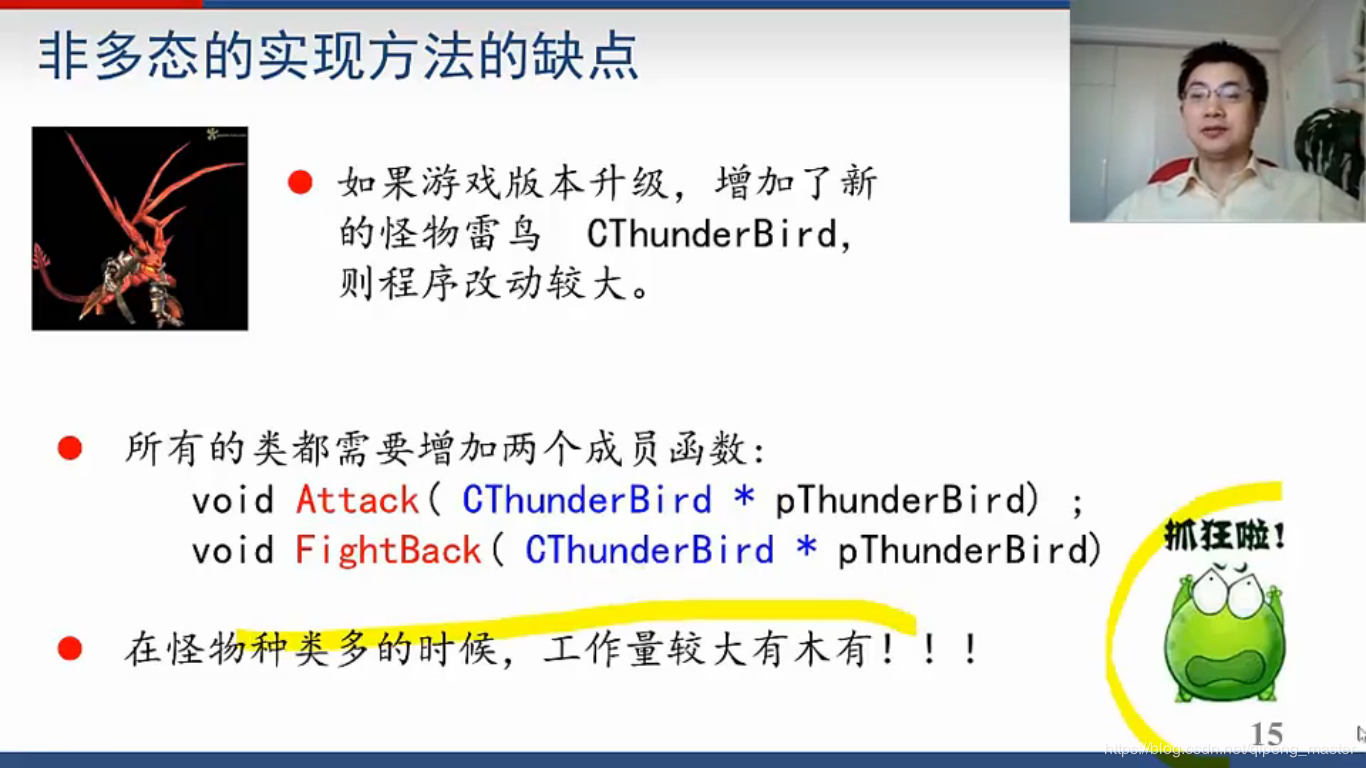 非多态的实现方法的缺点
如果游戏版本升级，增加了新
的怪物雷鸟 CThunderBird,
则程序改动较大。
所有的类都需要增加两个成员函数：
void Attack( CThunderBird * pThunderBird) ;
void FightBack( CThunderBird * pThunderBird)
抓狂啦！
在怪物种类多的时候，工作量较大有木有！！！
15
https://blog.csdn.net/qipeng_master